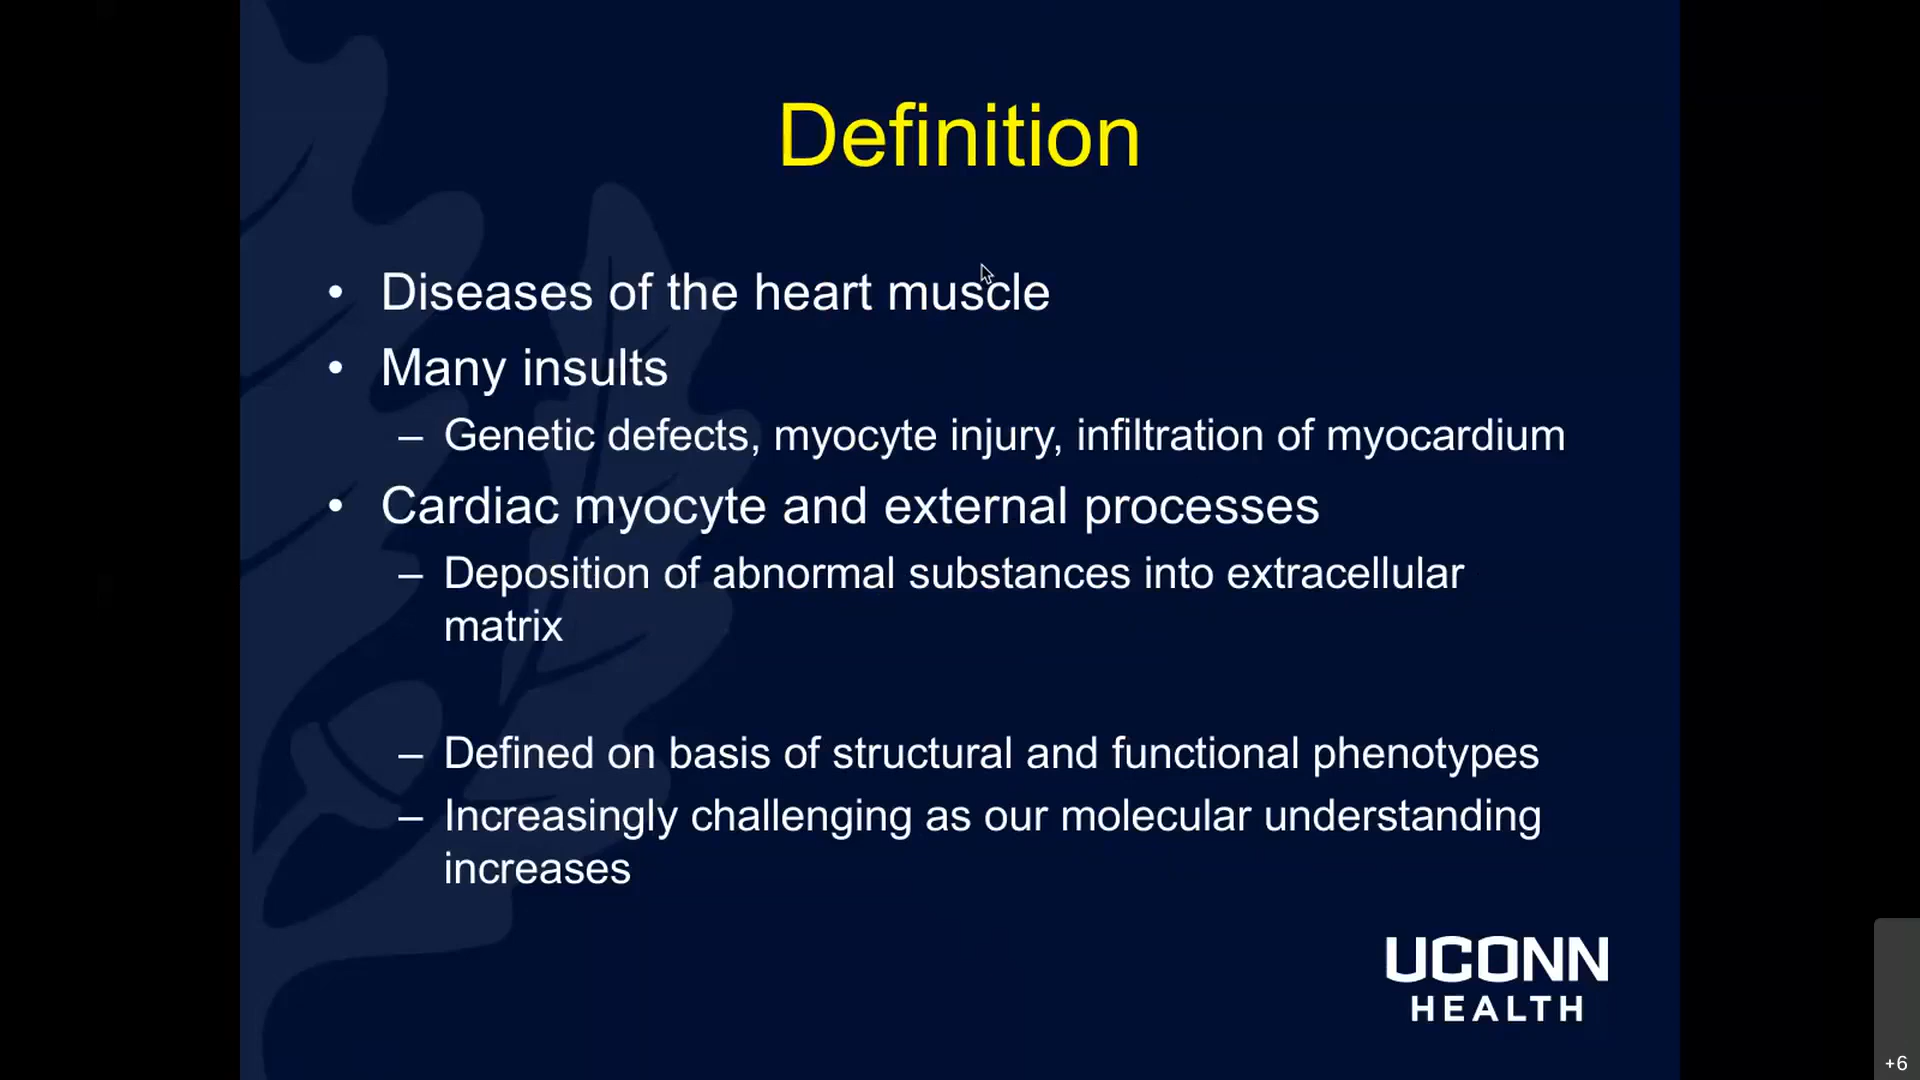 Definition
• Diseases of the heart muscle
• Many insults
– Genetic defects, myocyte injury, infiltration of myocardium
• Cardiac myocyte and external processes
– Deposition of abnormal substances into extracellular
matrix
– Defined on basis of structural and functional phenotypes
– Increasingly challenging as our molecular understanding
increases
UCONN
HEALTH
+6